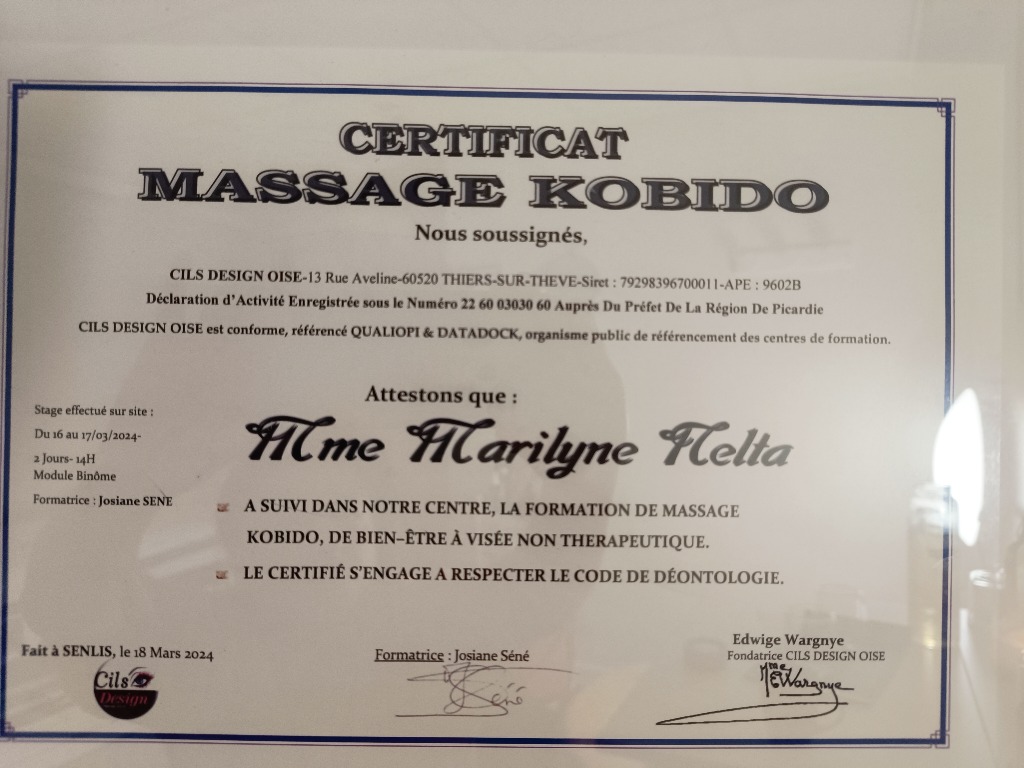 CERTIFICAT
MASSAGE KOBIDO
Nous soussignés,
CILS DESIGN OISE-13 Rue Aveline-60520 THIERS-SUR-THEVE-Siret : 79298396700011-APE : 9602B
Déclaration d'Activité Enregistrée sous le Numéro 22 60 03030 60 Auprès Du Préfet De La Région De Picardie
CILS DESIGN OISE est conforme, référencé QUALIOPI & DATADOCK, organisme public de référencement des centres de formation.
Attestons que :
Mme Marilyne Nelta
Stage effectué sur site :
Du 16 au 17/03/2024-
2 Jours- 14H
Module Binôme
Formatrice : Josiane SENE
A SUIVI DANS NOTRE CENTRE, LA FORMATION DE MASSAGE
KOBIDO, DE BIEN–ÊTRE À VISÉE NON THERAPEUTIQUE.
LE CERTIFIÉ S'ENGAGE A RESPECTER LE CODE DE DÉONTOLOGIE.
Fait à SENLIS, le 18 Mars 2024
Cils
Design
Formatrice : Josiane Séné
Séné
Edwige Wargnye
Fondatrice CILS DESIGN OISE
Mme
EWargnye